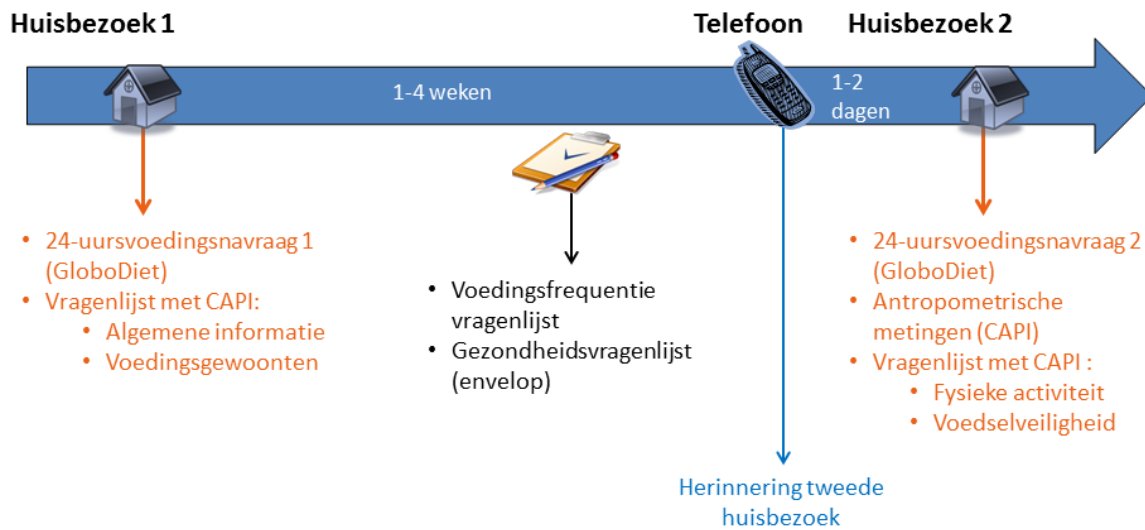 Huisbezoek 1
Telefoon
Huisbezoek 2
1-4 weken
1-2
dagen
• 24-uursvoedingsnavraag 1
(GloboDiet)
• Vragenlijst met CAPI:
• Algemene informatie
• Voedingsgewoonten
• Voedingsfrequentie
vragenlijst
• Gezondheidsvragenlijst
(envelop)
• 24-uursvoedingsnavraag 2
(GloboDiet)
• Antropometrische
metingen (CAPI)
• Vragenlijst met CAPI :
• Fysieke activiteit
• Voedselveiligheid
Herinnering tweede
huisbezoek